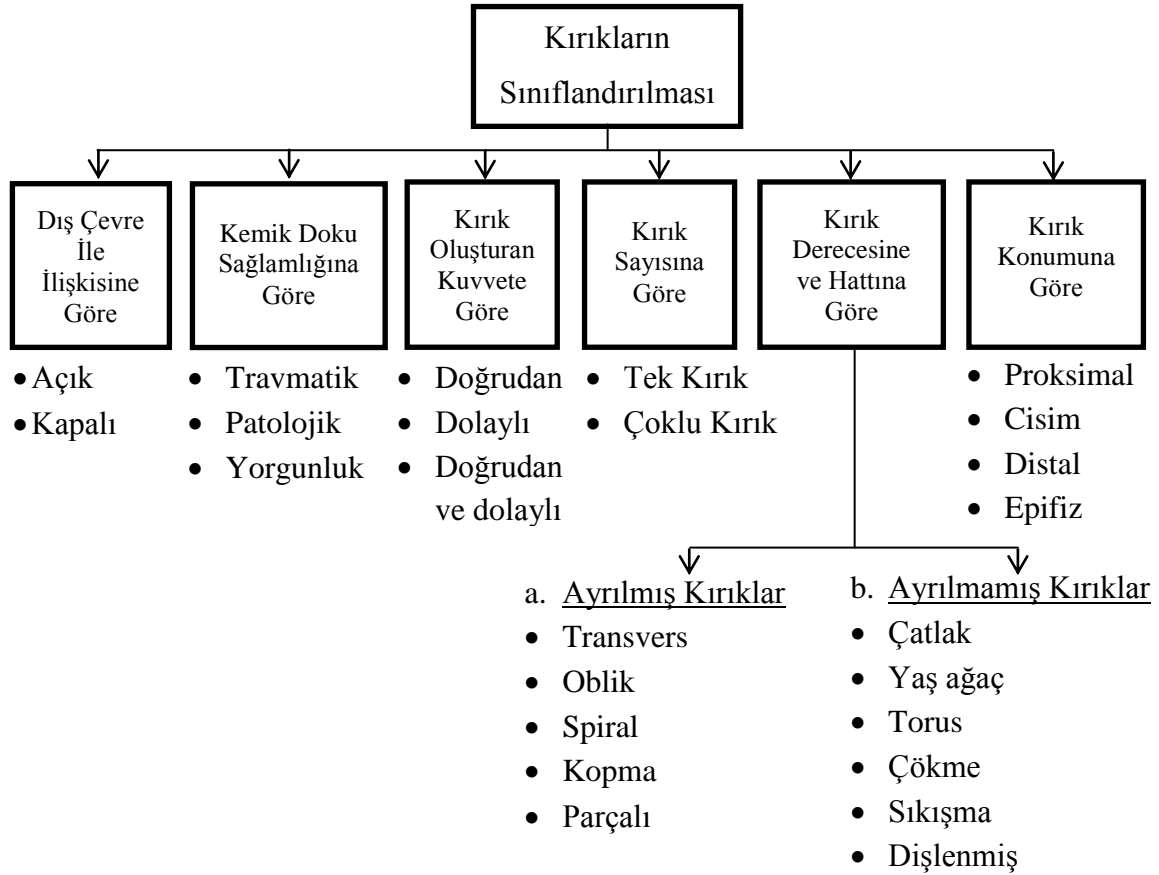 Kırıkların
Sınıflandırılması
Dış Çevre
İle
İlişkisine
Göre
Kemik Doku
Sağlamlığına
Göre
Kırık
Oluşturan
Kuvvete
Göre
Kırık
Sayısına
Göre
Kırık
Derecesine
ve Hattına
Göre
Kırık
Konumuna
Göre
• Açık
• Kapalı
• Travmatik
• Patolojik
• Yorgunluk
• Doğrudan
• Dolaylı
• Doğrudan
ve dolaylı
• Tek Kırık
• Çoklu Kırık
• Proksimal
• Cisim
• Distal
• Epifiz
a. Ayrılmış Kırıklar
• Transvers
• Oblik
• Spiral
• Kopma
• Parçalı
b. Ayrılmamış Kırıklar
• Çatlak
• Yaş ağaç
• Torus
• Çökme
• Sıkışma
• Dişlenmiş